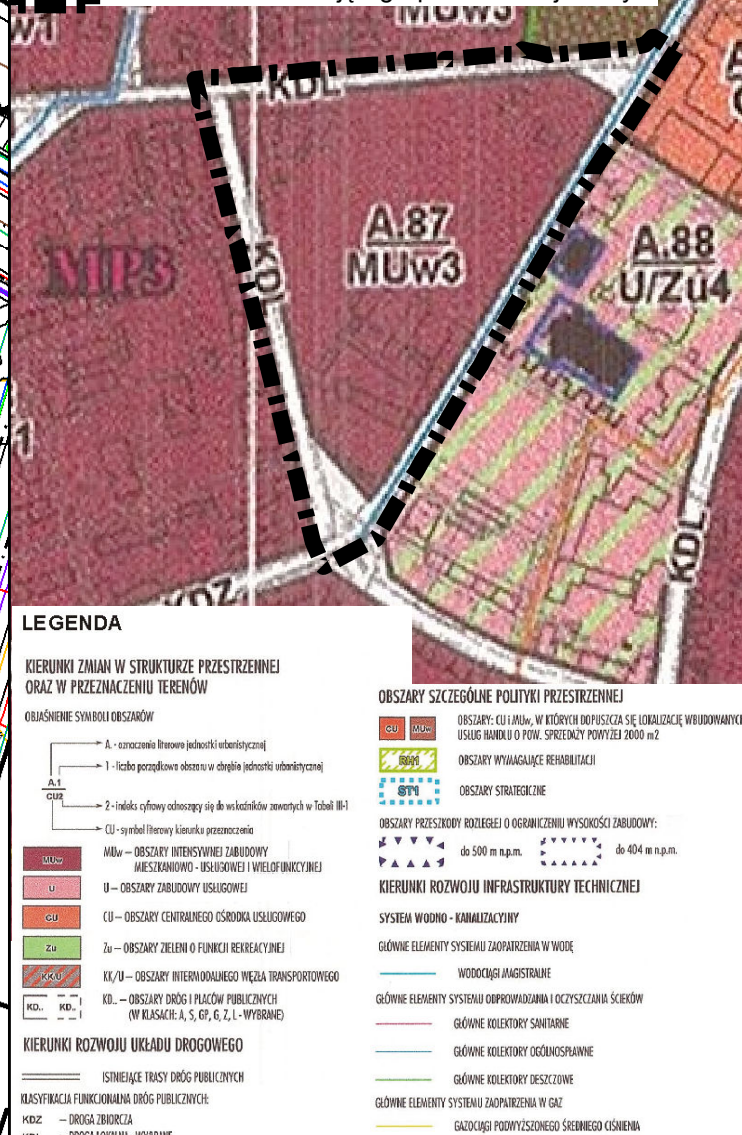 MUw3
KDL
A.87
MUw3
A.88
U/Zu4
MP3
KDL
KDL
KDZ
LEGENDA
KIERUNKI ZMIAN W STRUKTURZE PRZESTRZENNEJ
ORAZ W PRZEZNACZENIU TERENÓW
OBJAŚNIENIE SYMBOLI OBSZARÓW
A. - oznaczenie literowe jednostki urbanistycznej
1 - liczba porządkowa obszaru w obrębie jednostki urbanistycznej
A.1
CU2
2 - indeks cyfrowy odnoszący się do wskaźników zawartych w Tabeli III-1
CU - symbol literowy kierunku przeznaczenia
MUw MUw – OBSZARY INTENSYWNEJ ZABUDOWY
MIESZKANIOWO - USŁUGOWEJ I WIELOFUNKCYJNEJ
U U – OBSZARY ZABUDOWY USŁUGOWEJ
CU CU – OBSZARY CENTRALNEGO OŚRODKA USŁUGOWEGO
Zu Zu – OBSZARY ZIELENI O FUNKCJI REKREACYJNEJ
KK/U KK/U – OBSZARY INTERMODALNEGO WĘZŁA TRANSPORTOWEGO
KD.. KD.. KD.. – OBSZARY DRÓG I PLACÓW PUBLICZNYCH
(W KLASACH: A, S, GP, G, Z, L - WYBRANE)
KIERUNKI ROZWOJU UKŁADU DROGOWEGO
ISTNIEJĄCE TRASY DRÓG PUBLICZNYCH
KLASYFIKACJA FUNKCJONALNA DRÓG PUBLICZNYCH:
KDZ – DROGA ZBIORCZA
OBSZARY SZCZEGÓLNE POLITYKI PRZESTRZENNEJ
CU MUw OBSZARY: CU i MUw, W KTÓRYCH DOPUSZCZA SIĘ LOKALIZACJĘ WBUDOWANYCH
USŁUG HANDLU O POW. SPRZEDAŻY POWYŻEJ 2000 m2
RH1 OBSZARY WYMAGAJĄCE REHABILITACJI
ST1 OBSZARY STRATEGICZNE
OBSZARY PRZESZKODY ROZLEGŁEJ O OGRANICZENIU WYSOKOŚCI ZABUDOWY:
do 500 m n.p.m. do 404 m n.p.m.
KIERUNKI ROZWOJU INFRASTRUKTURY TECHNICZNEJ
SYSTEM WODNO - KANALIZACYJNY
GŁÓWNE ELEMENTY SYSTEMU ZAOPATRZENIA W WODĘ
WODOCIĄGI MAGISTRALNE
GŁÓWNE ELEMENTY SYSTEMU ODPROWADZANIA I OCZYSZCZANIA ŚCIEKÓW
GŁÓWNE KOLEKTORY SANITARNE
GŁÓWNE KOLEKTORY OGÓLNOSPŁAWNE
GŁÓWNE KOLEKTORY DESZCZOWE
GŁÓWNE ELEMENTY SYSTEMU ZAOPATRZENIA W GAZ
GAZOCIĄGI PODWYŻSZONEGO ŚREDNIEGO CIŚNIENIA